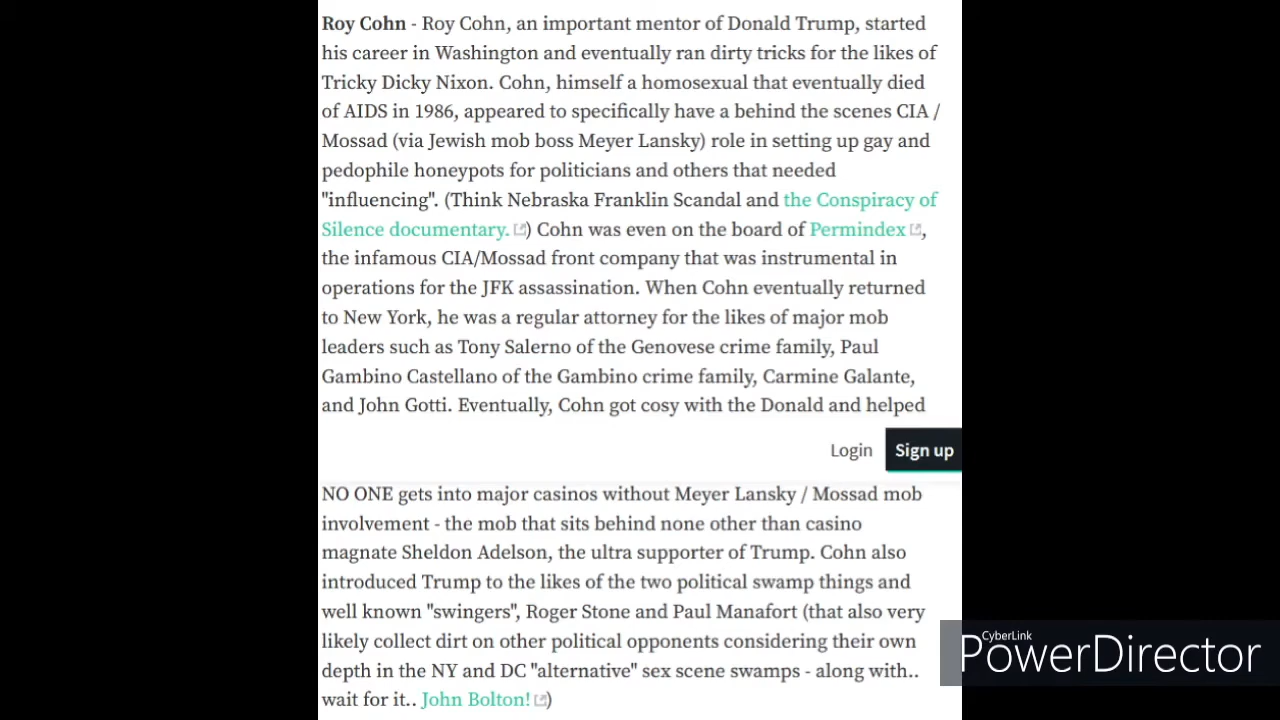 Roy Cohn - Roy Cohn, an important mentor of Donald Trump, started
his career in Washington and eventually ran dirty tricks for the likes of
Tricky Dicky Nixon. Cohn, himself a homosexual that eventually died
of AIDS in 1986, appeared to specifically have a behind the scenes CIA /
Mossad (via Jewish mob boss Meyer Lansky) role in setting up gay and
pedophile honeypots for politicians and others that needed
"influencing". (Think Nebraska Franklin Scandal and the Conspiracy of
Silence documentary.) Cohn was even on the board of Permindex,
the infamous CIA/Mossad front company that was instrumental in
operations for the JFK assassination. When Cohn eventually returned
to New York, he was a regular attorney for the likes of major mob
leaders such as Tony Salerno of the Genovese crime family, Paul
Gambino Castellano of the Gambino crime family, Carmine Galante,
and John Gotti. Eventually, Cohn got cosy with the Donald and helped
Login Sign up
NO ONE gets into major casinos without Meyer Lansky / Mossad mob
involvement - the mob that sits behind none other than casino
magnate Sheldon Adelson, the ultra supporter of Trump. Cohn also
introduced Trump to the likes of the two political swamp things and
well known "swingers", Roger Stone and Paul Manafort (that also very
likely collect dirt on other political opponents considering their own
depth in the NY and DC "alternative" sex scene swamps - along with..
wait for it.. John Bolton!)
CyberLink
PowerDirector